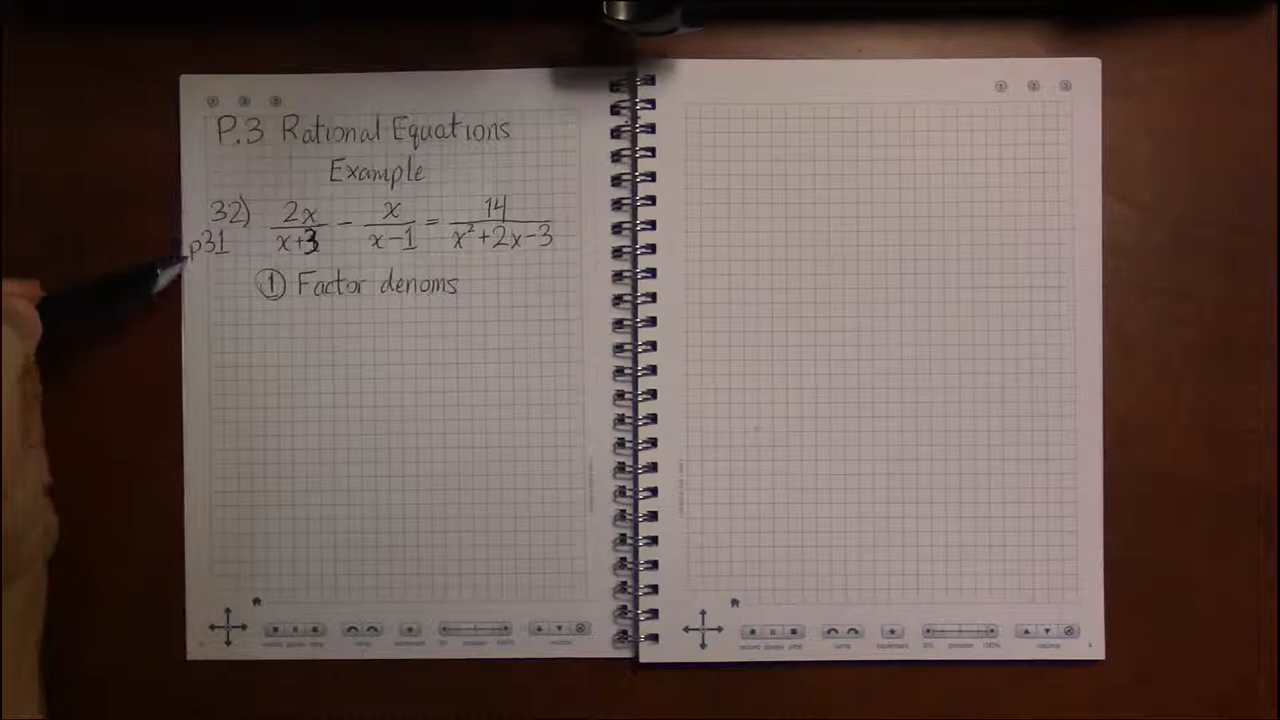 P.3 Rational Equations
Example
32) 2x/(x+3) − x/(x−1) = 14/(x²+2x−3)
p31
① Factor denoms